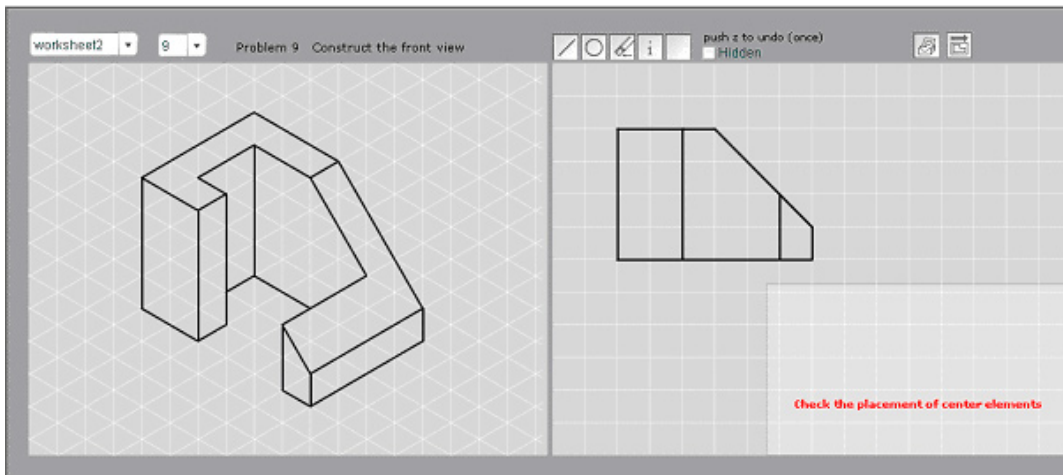 worksheet2 9 Problem 9 Construct the front view
i push z to undo (once)
Hidden
Check the placement of center elements